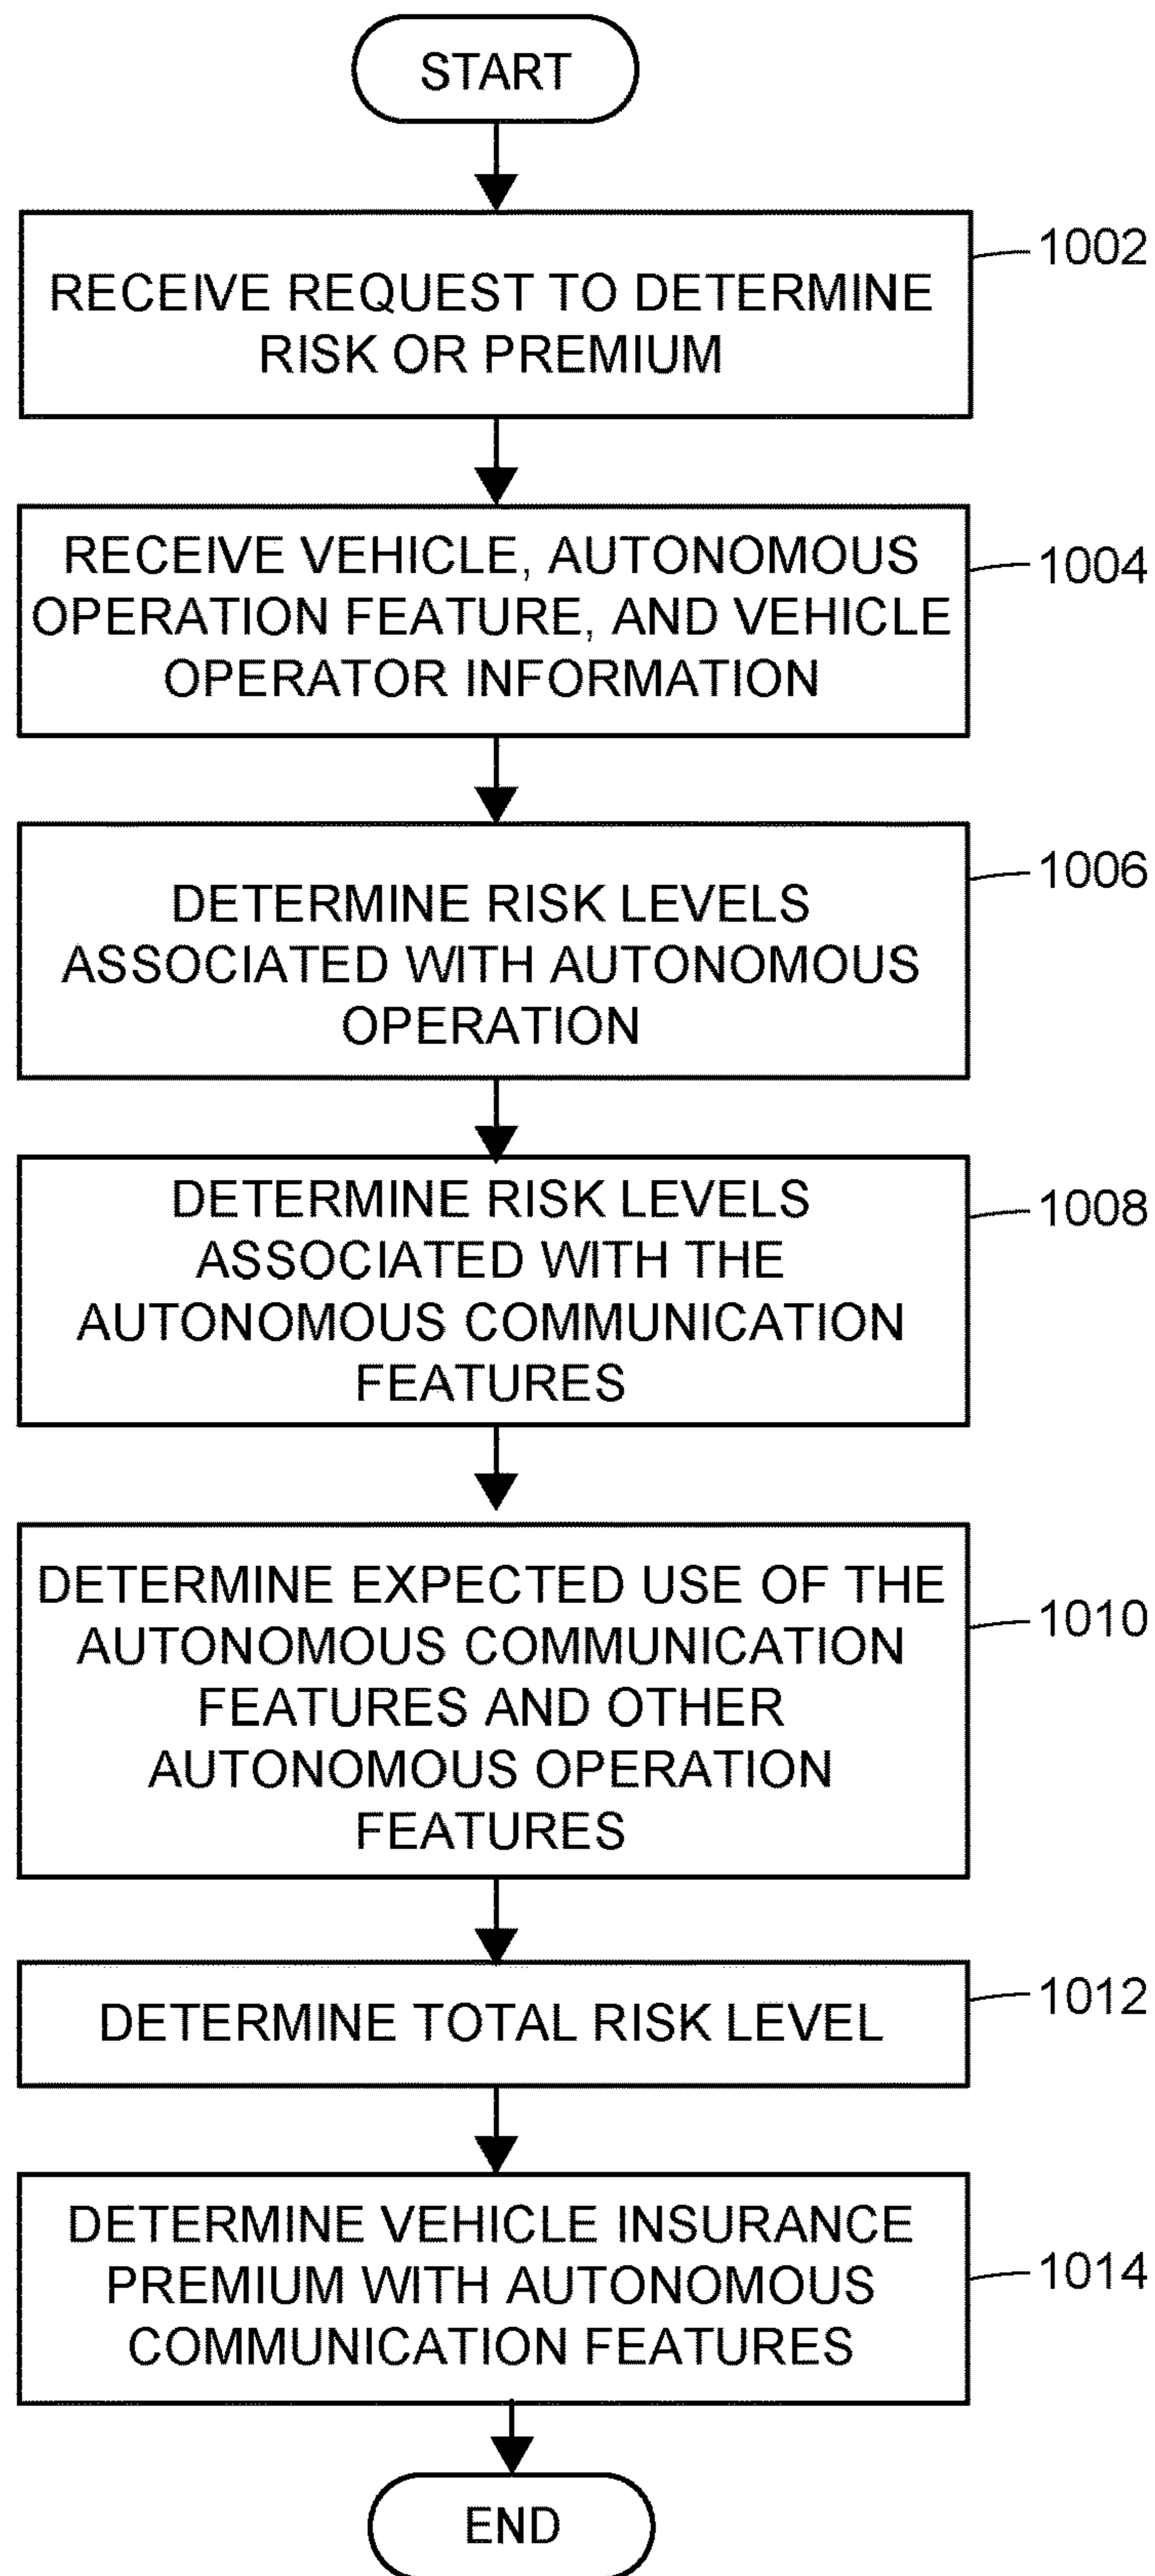 START
RECEIVE REQUEST TO DETERMINE
RISK OR PREMIUM
1002
RECEIVE VEHICLE, AUTONOMOUS
OPERATION FEATURE, AND VEHICLE
OPERATOR INFORMATION
1004
DETERMINE RISK LEVELS
ASSOCIATED WITH AUTONOMOUS
OPERATION
1006
DETERMINE RISK LEVELS
ASSOCIATED WITH THE
AUTONOMOUS COMMUNICATION
FEATURES
1008
DETERMINE EXPECTED USE OF THE
AUTONOMOUS COMMUNICATION
FEATURES AND OTHER
AUTONOMOUS OPERATION
FEATURES
1010
DETERMINE TOTAL RISK LEVEL
1012
DETERMINE VEHICLE INSURANCE
PREMIUM WITH AUTONOMOUS
COMMUNICATION FEATURES
1014
END